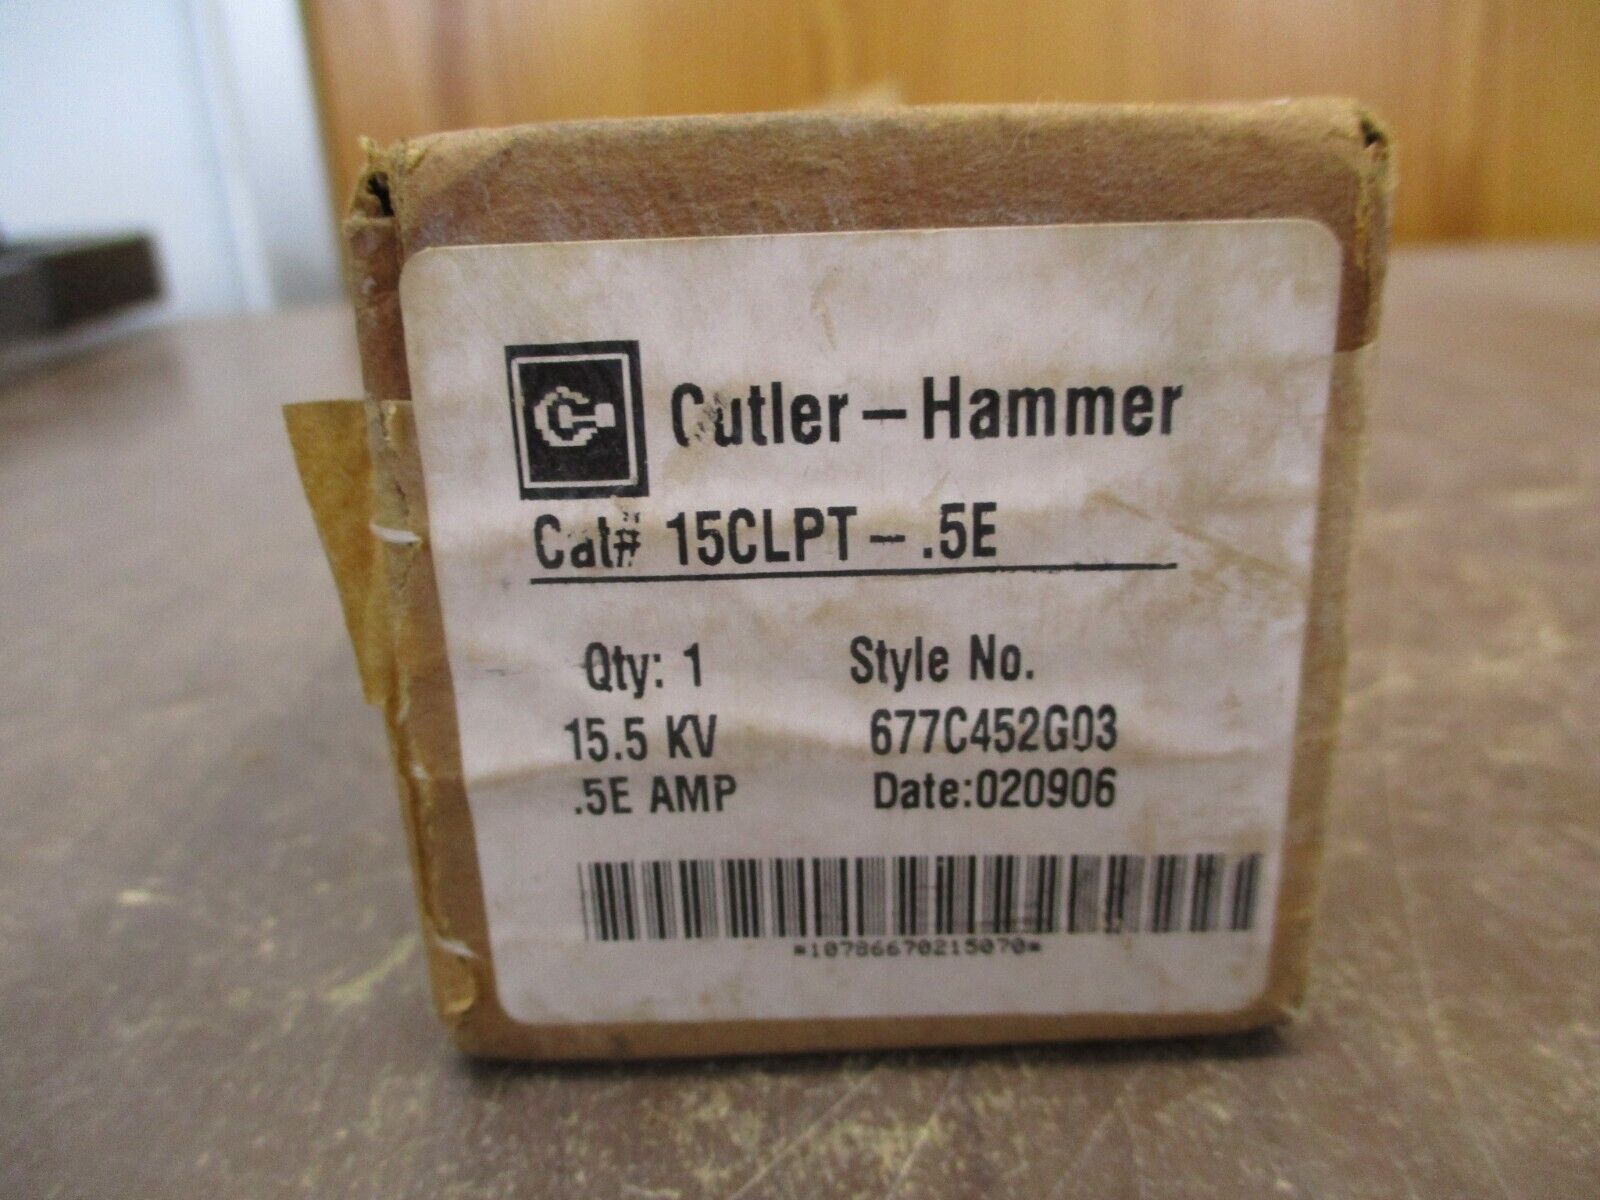 Cutler-Hammer
Cat# 15CLPT-.5E
Qty: 1 Style No.
15.5 KV 677C452G03
.5E AMP Date:020906
*10786670215070*